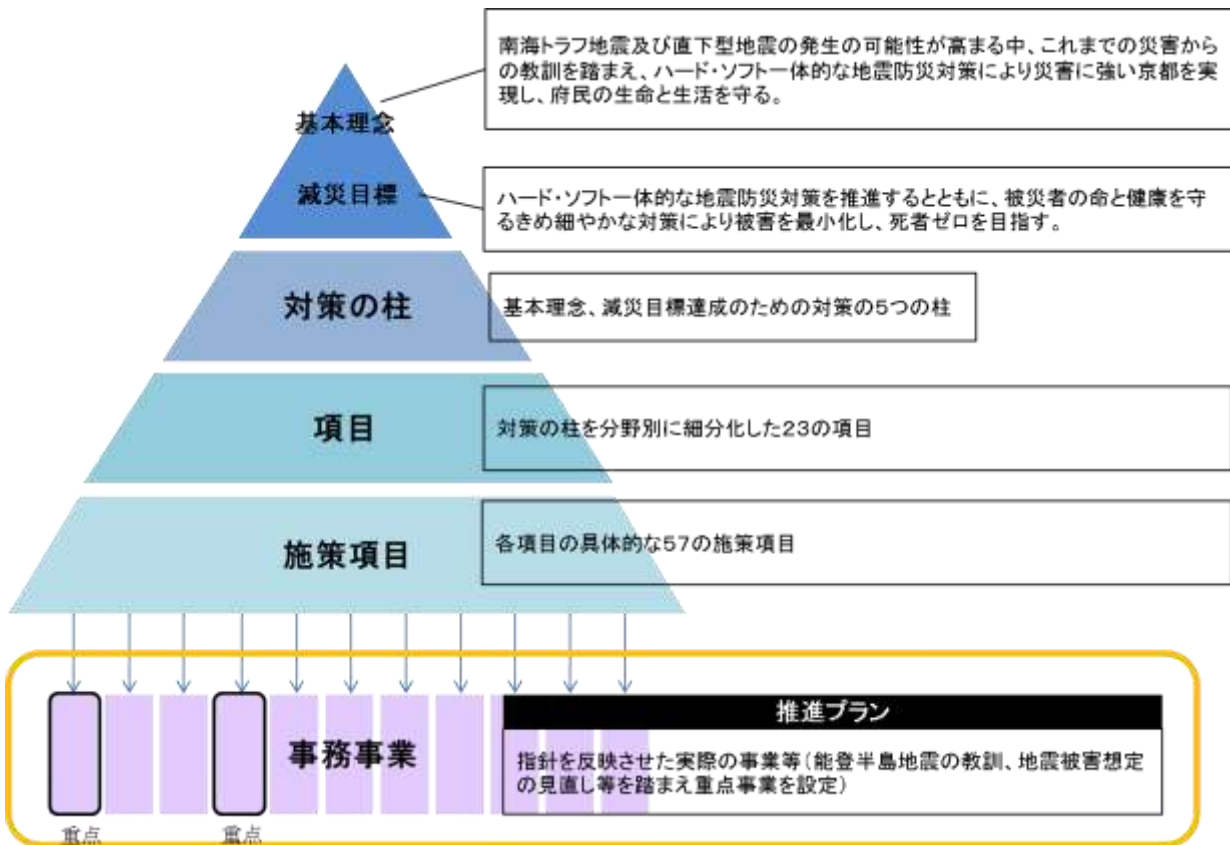 南海トラフ地震及び直下型地震の発生の可能性が高まる中、これまでの災害から
の教訓を踏まえ、ハード・ソフト一体的な地震防災対策により災害に強い京都を実
現し、府民の生命と生活を守る。
基本理念
減災目標
ハード・ソフト一体的な地震防災対策を推進するとともに、被災者の命と健康を守
るきめ細やかな対策により被害を最小化し、死者ゼロを目指す。
対策の柱
基本理念、減災目標達成のための対策の5つの柱
項目
対策の柱を分野別に細分化した23の項目
施策項目
各項目の具体的な57の施策項目
事務事業
推進プラン
指針を反映させた実際の事業等(能登半島地震の教訓、地震被害想定
の見直し等を踏まえ重点事業を設定)
重点
重点